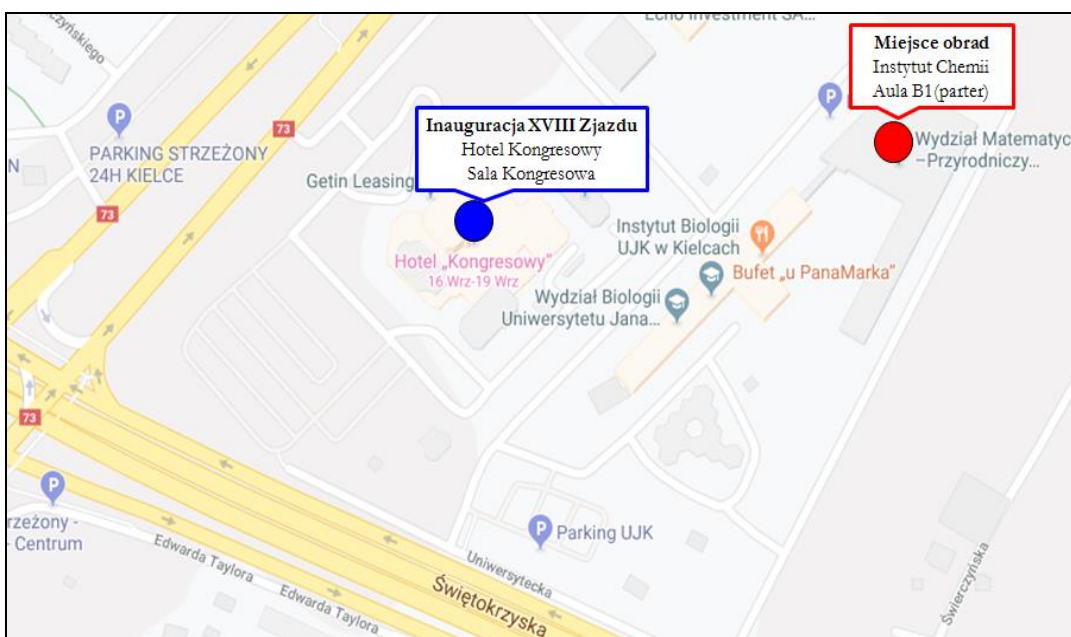 Echo Investment SA...
Miejsce obrad
Instytut Chemii
Aula B1(parter)
P
73
P
PARKING STRZEŻONY
24H KIELCE
N
Inauguracja XVIII Zjazdu
Hotel Kongresowy
Sala Kongresowa
Wydział Matematyc
–Przyrodniczy...
Getin Leasing
73
Instytut Biologii
UJK w Kielcach
Bufet „u PanaMarka”
Hotel „Kongresowy”
16 Wrz-19 Wrz
Wydział Biologii
Uniwersytetu Jana...
73
P
rzeżony -
- Centrum
P
Parking UJK
Edwarda Taylora
Edwarda Taylora
Uniwersytecka
Świętokrzyska
Świerczyńska